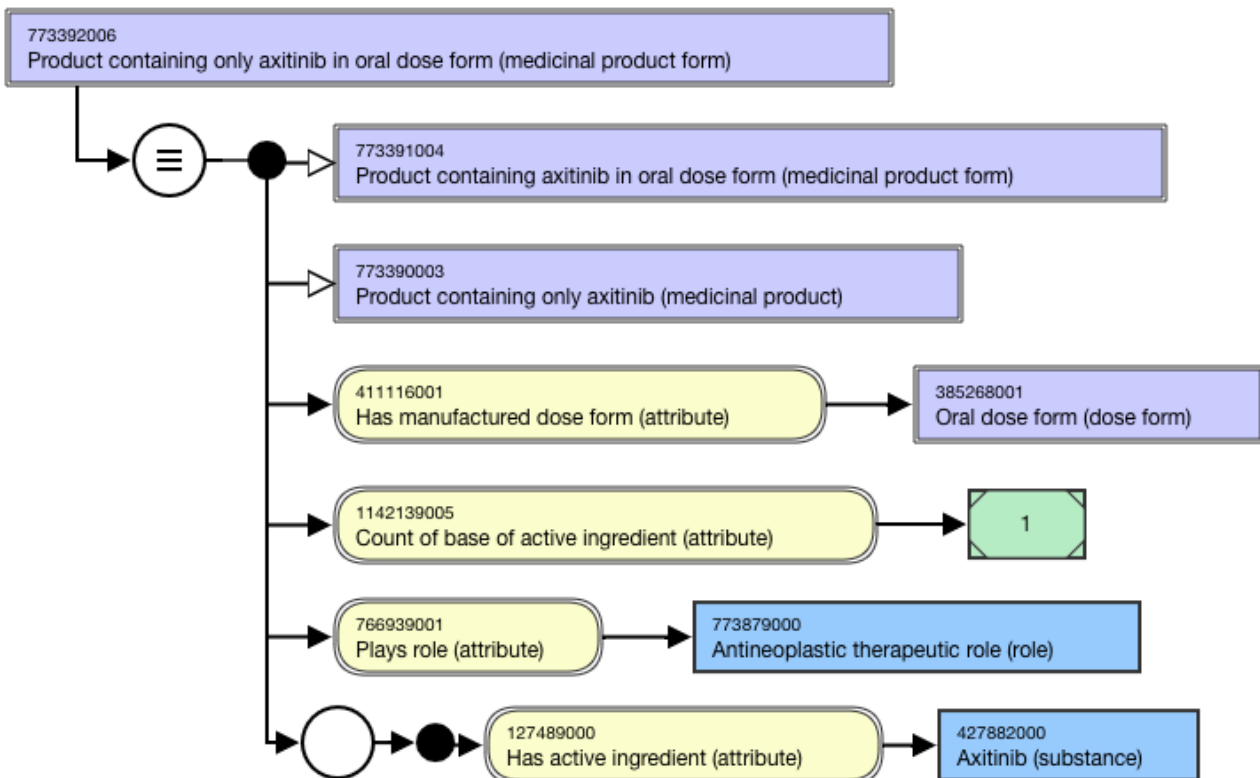 773392006
Product containing only axitinib in oral dose form (medicinal product form)
≡
773391004
Product containing axitinib in oral dose form (medicinal product form)
773390003
Product containing only axitinib (medicinal product)
411116001
Has manufactured dose form (attribute)
385268001
Oral dose form (dose form)
1142139005
Count of base of active ingredient (attribute)
1
766939001
Plays role (attribute)
773879000
Antineoplastic therapeutic role (role)
127489000
Has active ingredient (attribute)
427882000
Axitinib (substance)